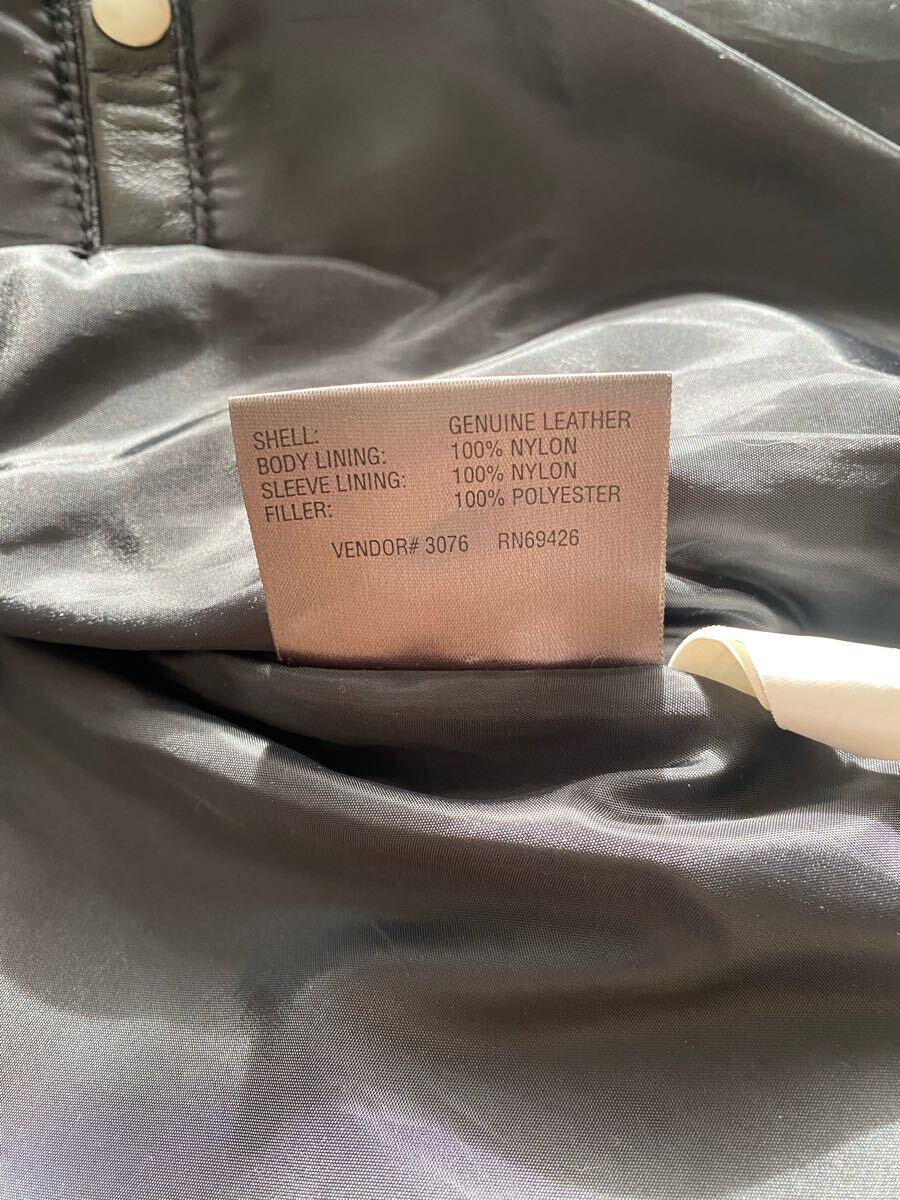 SHELL: GENUINE LEATHER
BODY LINING: 100% NYLON
SLEEVE LINING: 100% NYLON
FILLER: 100% POLYESTER
VENDOR# 3076 RN69426